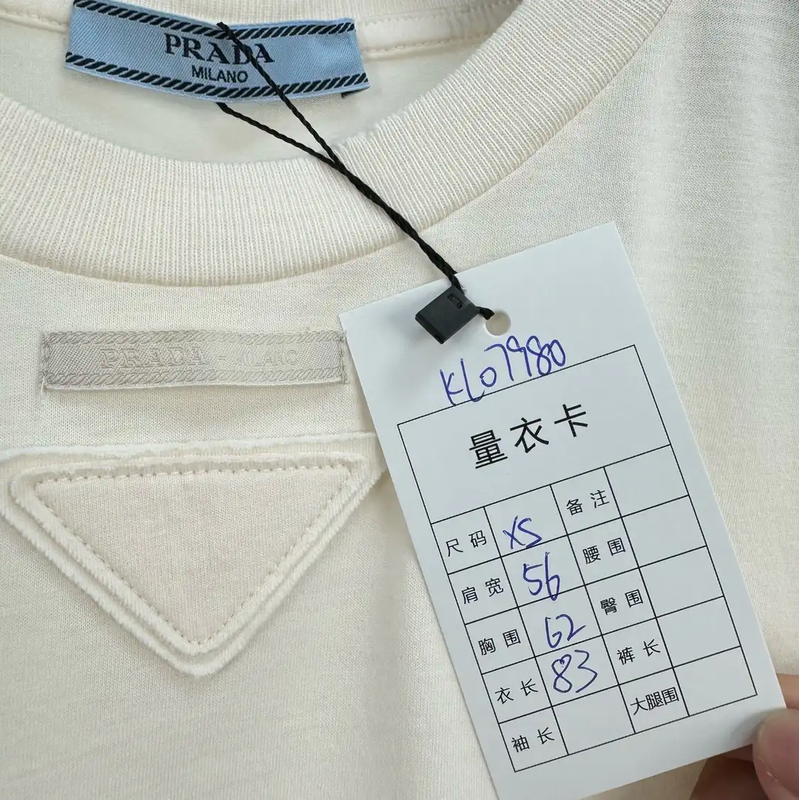 PRADA
MILANO
PRADA
KL07980
量衣卡
尺码 XS 备注
肩宽 56 腰围
胸围 62 臀围
衣长 83 裤长
袖长 大腿围